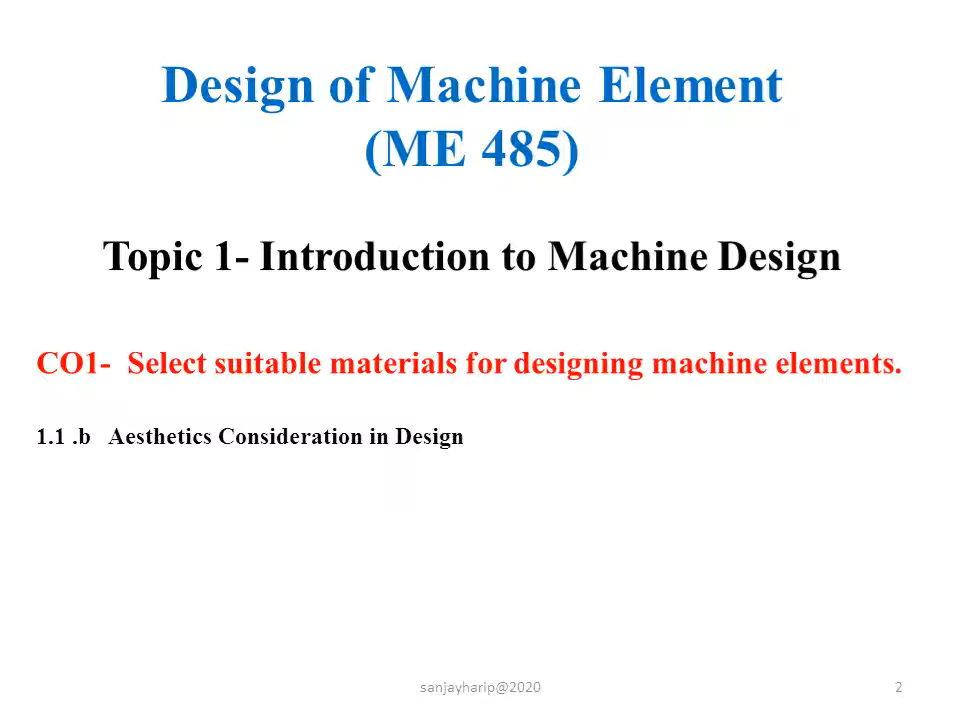 Design of Machine Element
(ME 485)
Topic 1- Introduction to Machine Design
CO1-  Select suitable materials for designing machine elements.
1.1 .b   Aesthetics Consideration in Design
sanjayharip@2020
2